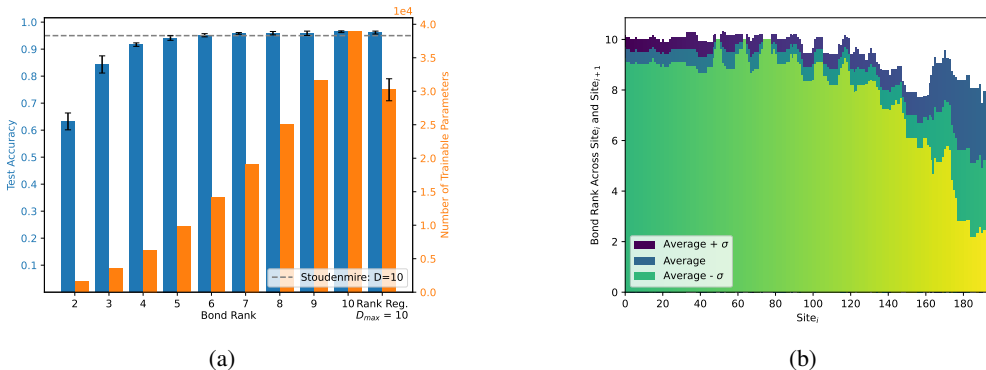 1.0
0.9
0.8
0.7
0.6
0.5
0.4
0.3
0.2
0.1
Test Accuracy
2 3 4 5 6 7 8 9 10 Rank Reg.
D_max = 10
Bond Rank
1e4
4.0
3.5
3.0
2.5
2.0
1.5
1.0
0.5
0.0
Number of Trainable Parameters
Stoudenmire: D=10
(a)
10
8
6
4
2
0
Bond Rank Across Site_i, and Site_{i+1}
Average + σ
Average
Average - σ
0 20 40 60 80 100 120 140 160 180
Site_i
(b)